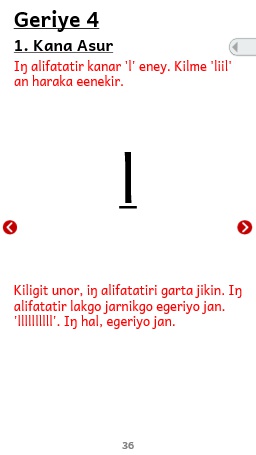 Geriye 4
1. Kana Asur
Iŋ alifatatir kanar 'l' eney. Kilme 'liil'
an haraka eenekir.
l
Kiligit unor, iŋ alifatatiri garta jikin. Iŋ
alifatatir lakgo jarnikgo egeriyo jan.
'llllllllll'. Iŋ hal, egeriyo jan.
36